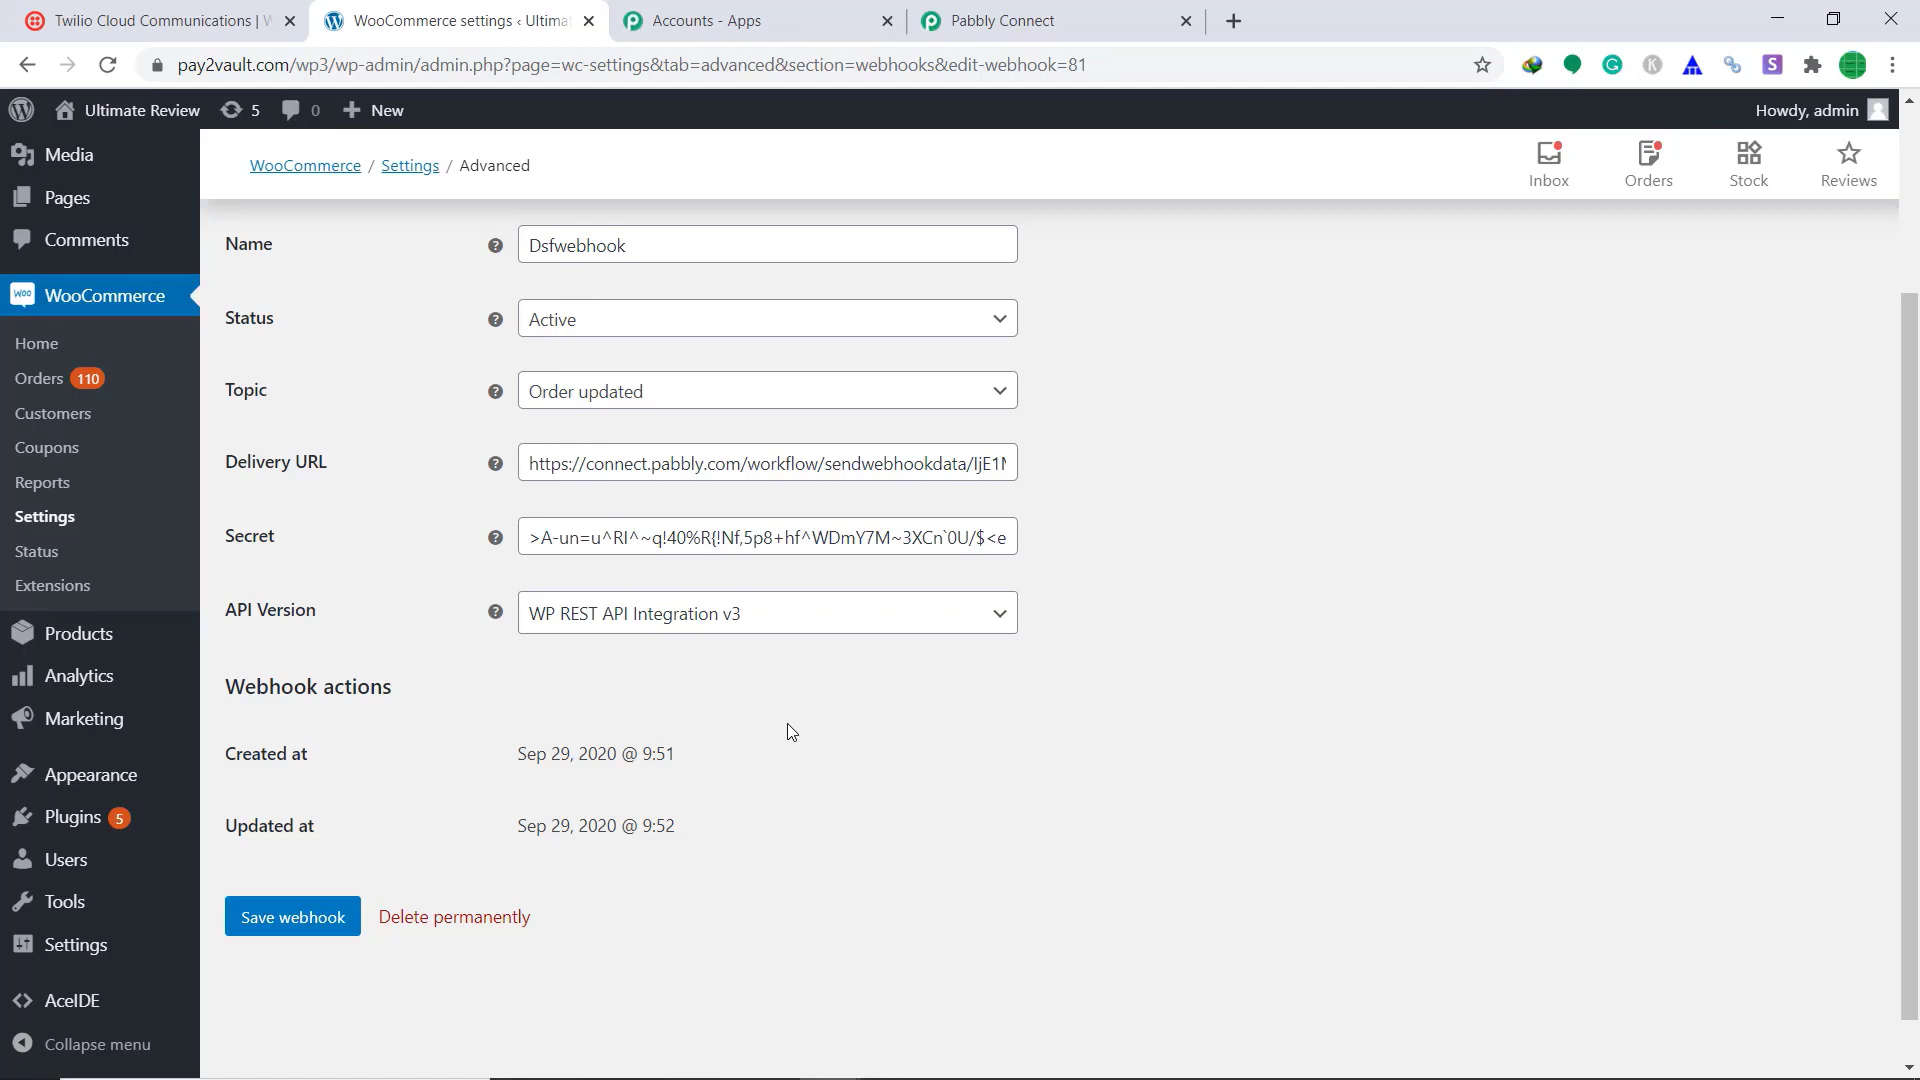 Twilio Cloud Communications | W
WooCommerce settings ‹ Ultimat
Accounts - Apps
Pabbly Connect
pay2vault.com/wp3/wp-admin/admin.php?page=wc-settings&tab=advanced&section=webhooks&edit-webhook=81
Ultimate Review 5 0 New
Howdy, admin
Media
Pages
Comments
WooCommerce
Home
Orders 110
Customers
Coupons
Reports
Settings
Status
Extensions
Products
Analytics
Marketing
Appearance
Plugins 5
Users
Tools
Settings
AceIDE
Collapse menu
WooCommerce / Settings / Advanced
Inbox
Orders
Stock
Reviews
Name Dsfwebhook
Status Active
Topic Order updated
Delivery URL https://connect.pabbly.com/workflow/sendwebhookdata/IjE1M
Secret >A-un=u^RI^~q!40%R{!Nf,5p8+hf^WDmY7M~3XCn`0U/$<e
API Version WP REST API Integration v3
Webhook actions
Created at Sep 29, 2020 @ 9:51
Updated at Sep 29, 2020 @ 9:52
Save webhook Delete permanently